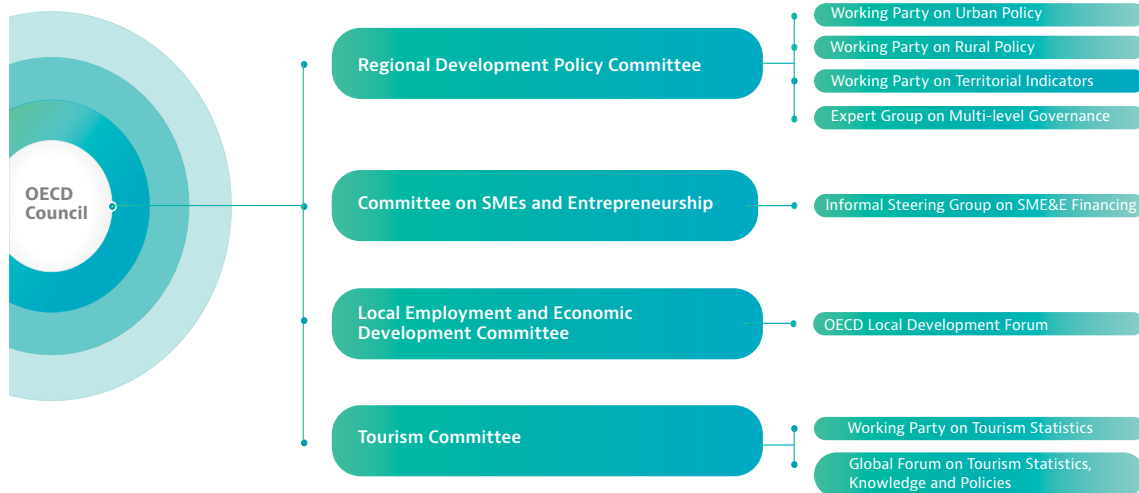 OECD
Council
Regional Development Policy Committee
Working Party on Urban Policy
Working Party on Rural Policy
Working Party on Territorial Indicators
Expert Group on Multi-level Governance
Committee on SMEs and Entrepreneurship
Informal Steering Group on SME&E Financing
Local Employment and Economic
Development Committee
OECD Local Development Forum
Tourism Committee
Working Party on Tourism Statistics
Global Forum on Tourism Statistics,
Knowledge and Policies